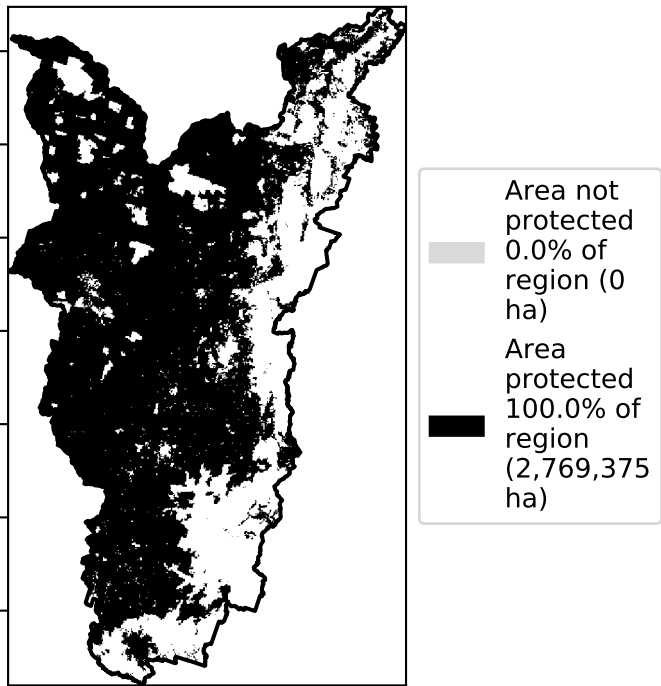 Area not
protected
0.0% of
region (0
ha)
Area
protected
100.0% of
region
(2,769,375
ha)